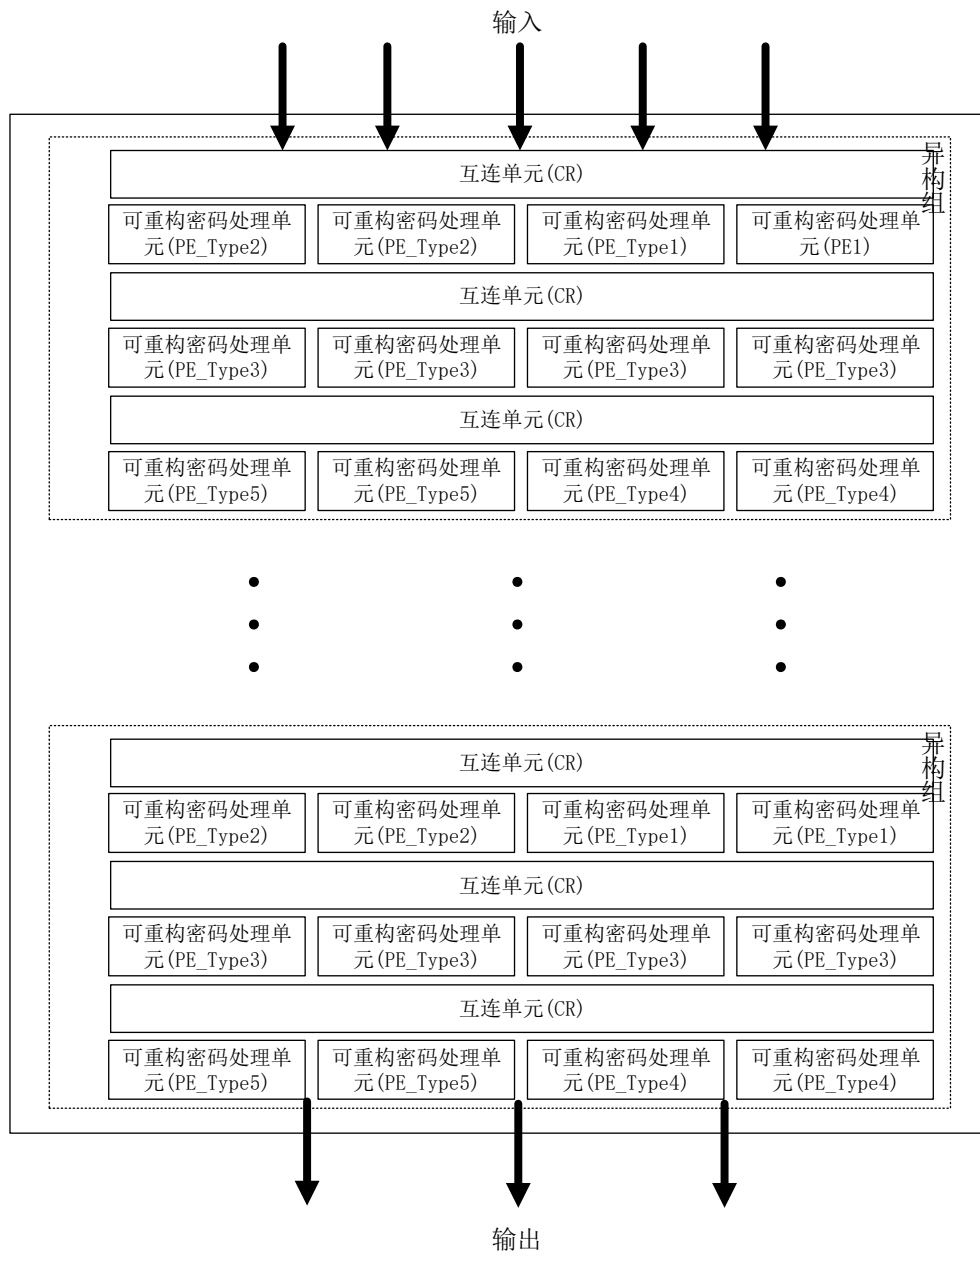 输入
异构组
互连单元(CR)
可重构密码处理单
元(PE_Type2)
可重构密码处理单
元(PE_Type2)
可重构密码处理单
元(PE_Type1)
可重构密码处理单
元(PE1)
互连单元(CR)
可重构密码处理单
元(PE_Type3)
可重构密码处理单
元(PE_Type3)
可重构密码处理单
元(PE_Type3)
可重构密码处理单
元(PE_Type3)
互连单元(CR)
可重构密码处理单
元(PE_Type5)
可重构密码处理单
元(PE_Type5)
可重构密码处理单
元(PE_Type4)
可重构密码处理单
元(PE_Type4)
异构组
互连单元(CR)
可重构密码处理单
元(PE_Type2)
可重构密码处理单
元(PE_Type2)
可重构密码处理单
元(PE_Type1)
可重构密码处理单
元(PE_Type1)
互连单元(CR)
可重构密码处理单
元(PE_Type3)
可重构密码处理单
元(PE_Type3)
可重构密码处理单
元(PE_Type3)
可重构密码处理单
元(PE_Type3)
互连单元(CR)
可重构密码处理单
元(PE_Type5)
可重构密码处理单
元(PE_Type5)
可重构密码处理单
元(PE_Type4)
可重构密码处理单
元(PE_Type4)
输出